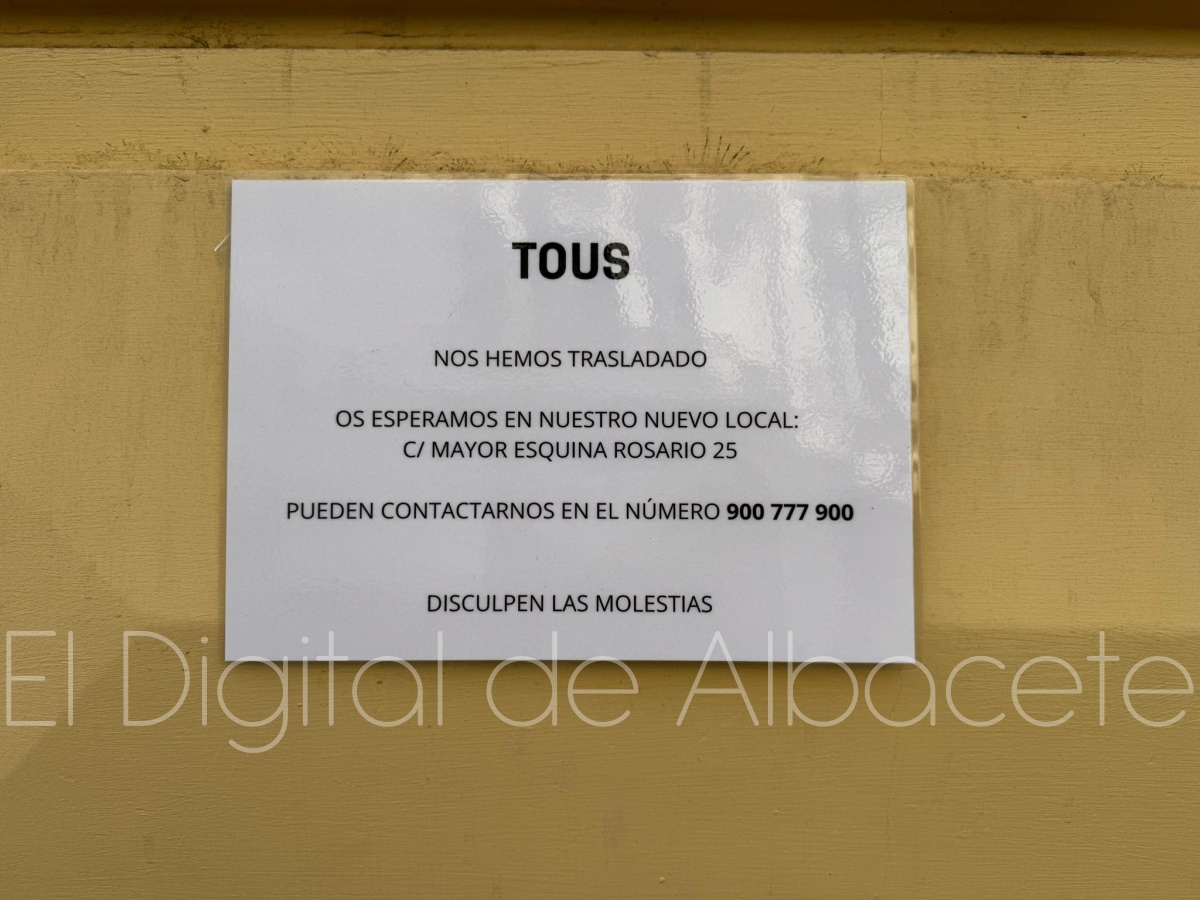 TOUS
NOS HEMOS TRASLADADO
OS ESPERAMOS EN NUESTRO NUEVO LOCAL:
C/ MAYOR ESQUINA ROSARIO 25
PUEDEN CONTACTARNOS EN EL NÚMERO 900 777 900
DISCULPEN LAS MOLESTIAS
El Digital de Albacete